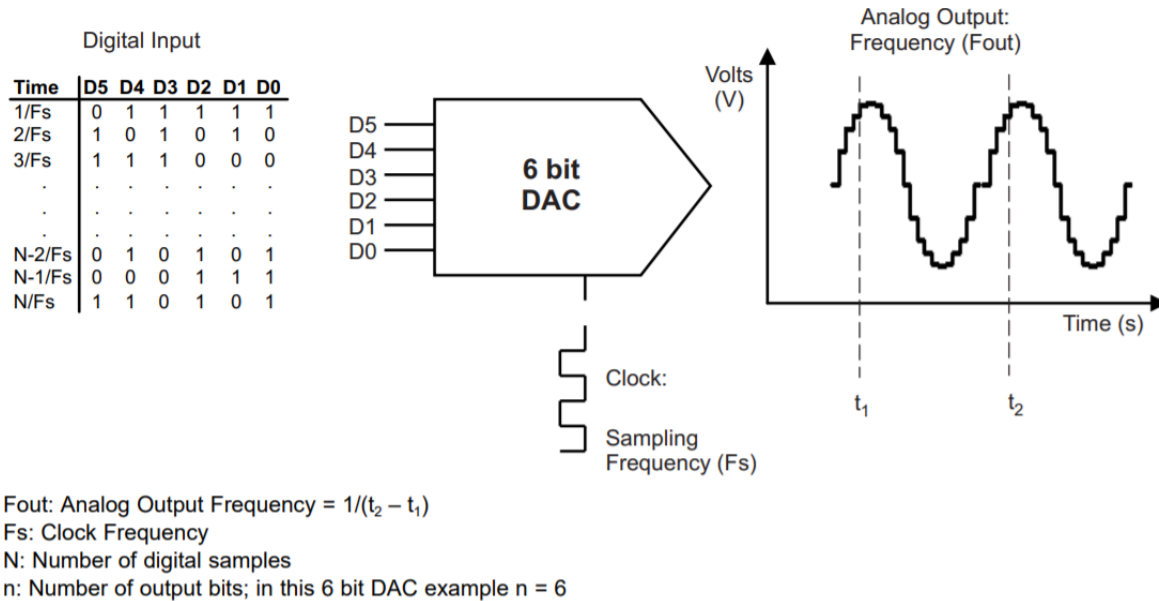 Digital Input
Time D5 D4 D3 D2 D1 D0
1/Fs 0 1 1 1 1 1
2/Fs 1 0 1 0 1 0
3/Fs 1 1 1 0 0 0
. . . . . . .
. . . . . . .
. . . . . . .
N-2/Fs 0 1 0 1 0 1
N-1/Fs 0 0 0 1 1 1
N/Fs 1 1 0 1 0 1
D5
D4
D3
D2
D1
D0
6 bit
DAC
Clock:
Sampling
Frequency (Fs)
Analog Output:
Frequency (Fout)
Volts
(V)
Time (s)
t₁
t₂
Fout: Analog Output Frequency = 1/(t₂ – t₁)
Fs: Clock Frequency
N: Number of digital samples
n: Number of output bits; in this 6 bit DAC example n = 6